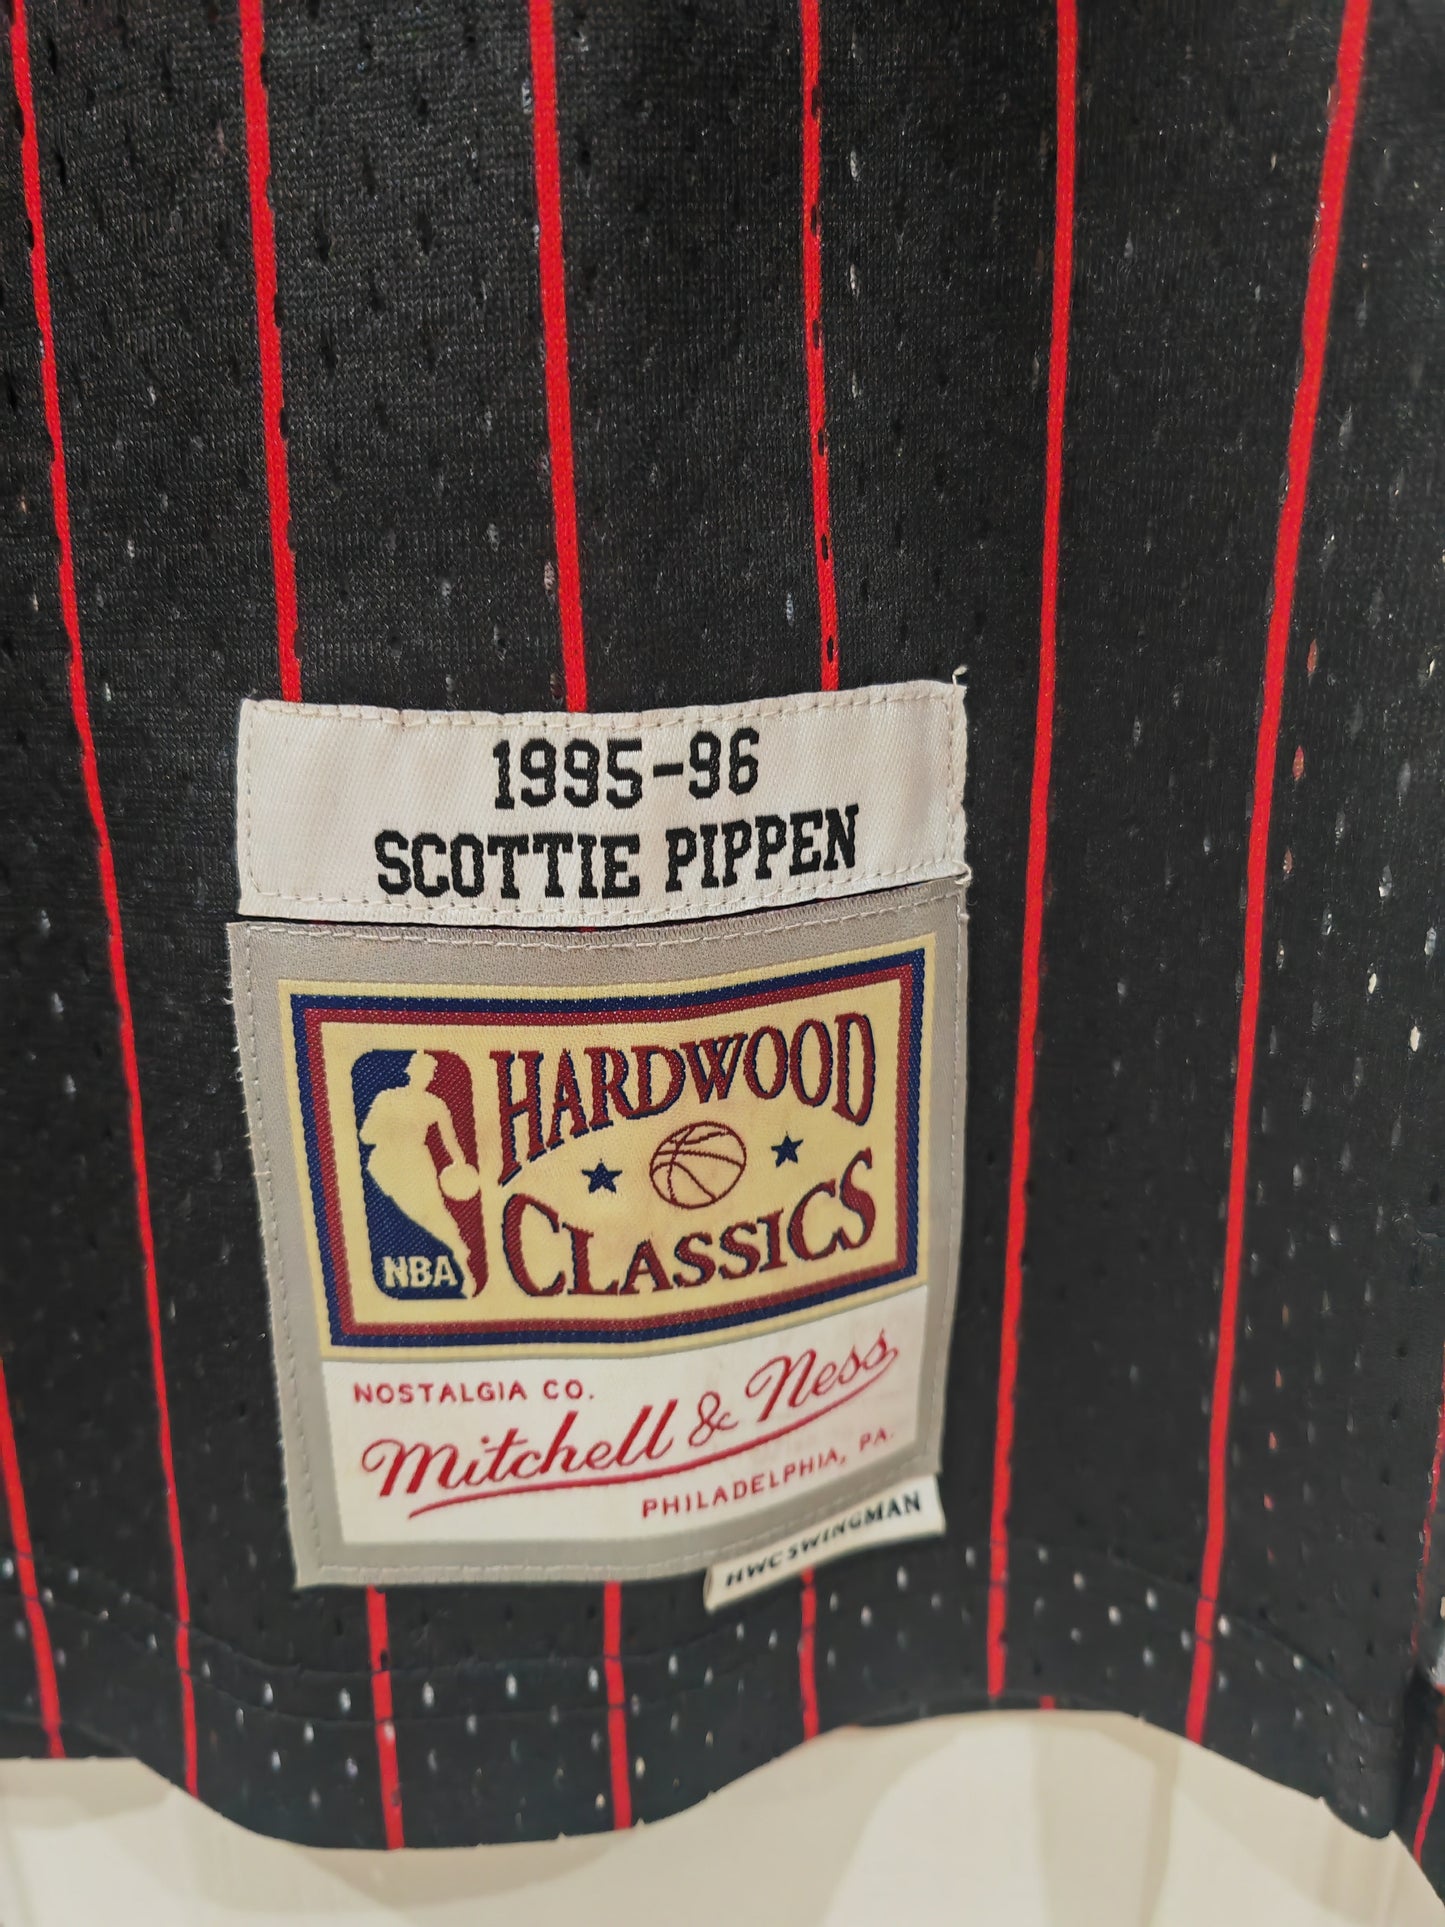 1995-96
SCOTTIE PIPPEN
HARDWOOD
CLASSICS
NBA
NOSTALGIA CO.
Mitchell & Ness
PHILADELPHIA, PA.
HWC SWINGMAN